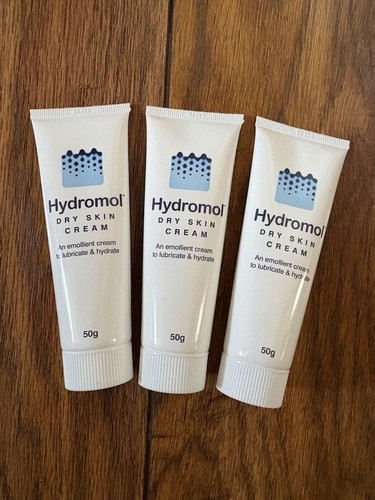 Hydromol
DRY SKIN
CREAM
An emollient cream
to lubricate & hydrate
50g
Hydromol
DRY SKIN
CREAM
An emollient cream
to lubricate & hydrate
50g
Hydromol
DRY SKIN
CREAM
An emollient cream
to lubricate & hydrate
50g